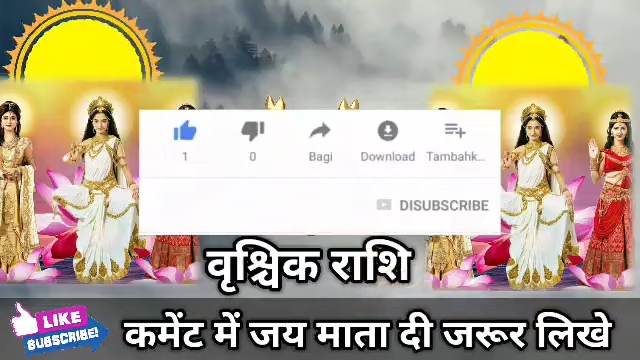 1 0 Bagi Download Tambahk...
DISUBSCRIBE
वृश्चिक राशि
LIKE
SUBSCRIBE!
कमेंट में जय माता दी जरूर लिखे